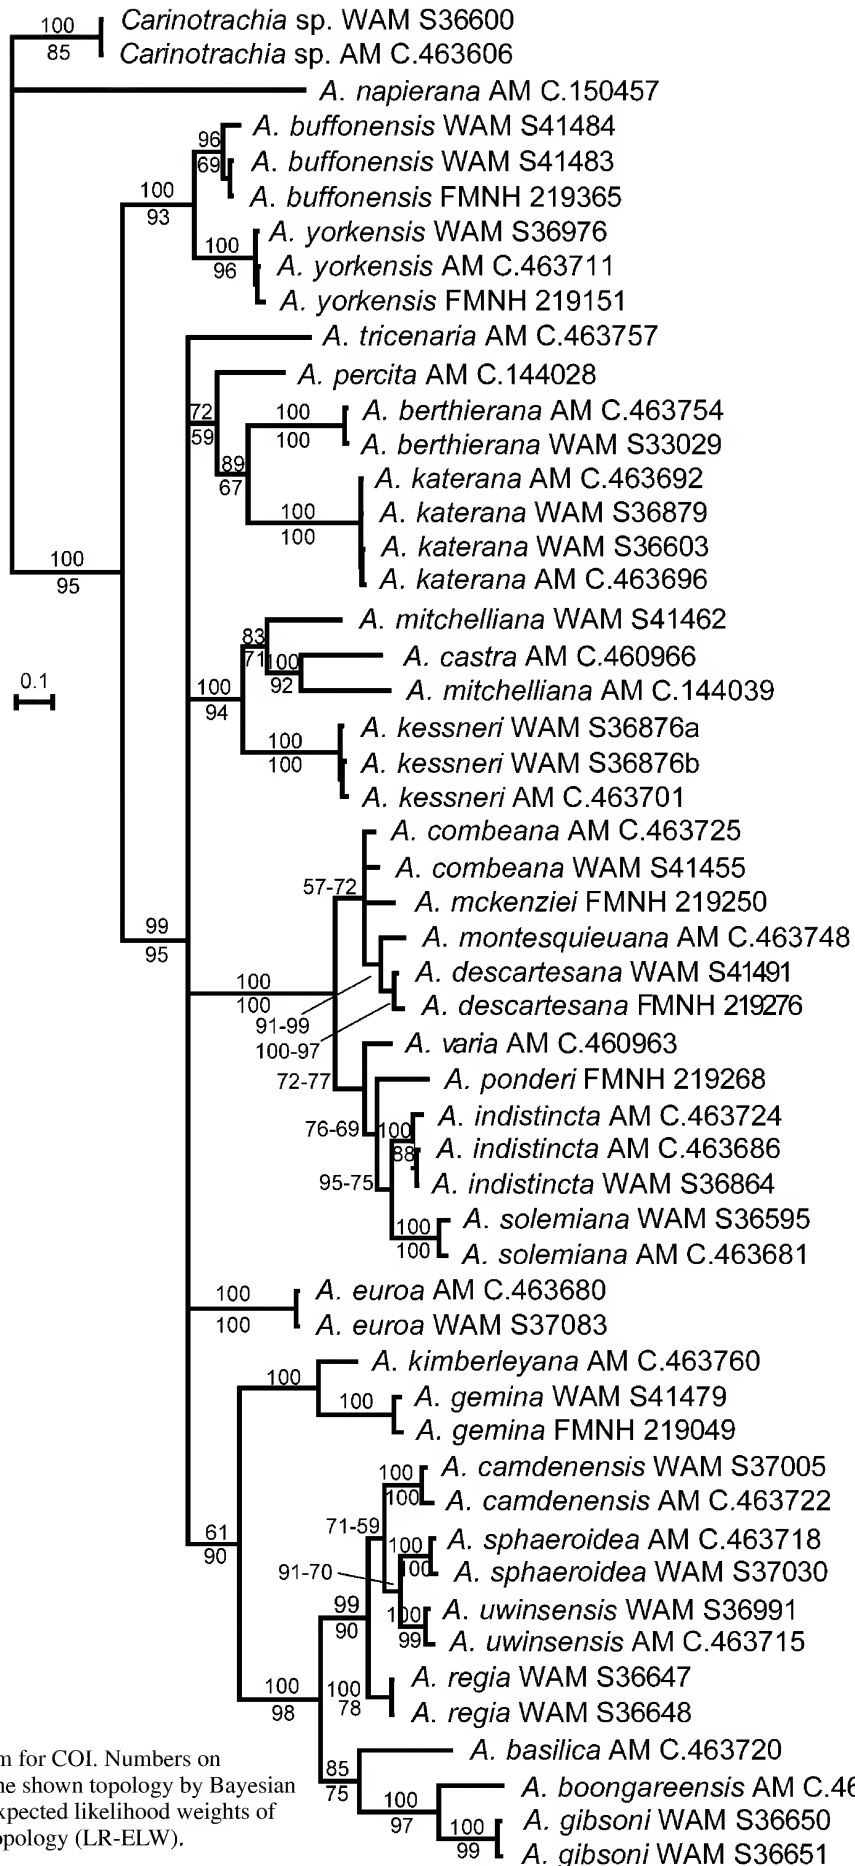 100
Carinotrachia sp. WAM S36600
85
Carinotrachia sp. AM C.463606
A. napierana AM C.150457
A. buffonensis WAM S41484
96
69
A. buffonensis WAM S41483
100
93
A. buffonensis FMNH 219365
A. yorkensis WAM S36976
100
96
A. yorkensis AM C.463711
A. yorkensis FMNH 219151
A. tricenaria AM C.463757
A. percita AM C.144028
72
59
100
100
A. berthierana AM C.463754
A. berthierana WAM S33029
89
67
A. katerana AM C.463692
100
100
A. katerana WAM S36879
A. katerana WAM S36603
100
95
A. katerana AM C.463696
A. mitchelliana WAM S41462
83
71
A. castra AM C.460966
100
92
0.1
100
94
A. mitchelliana AM C.144039
A. kessneri WAM S36876a
100
100
A. kessneri WAM S36876b
A. kessneri AM C.463701
A. combeana AM C.463725
A. combeana WAM S41455
57-72
A. mckenziei FMNH 219250
99
95
A. montesquieuana AM C.463748
A. descartesana WAM S41491
100
100
A. descartesana FMNH 219276
91-99
100-97
A. varia AM C.460963
72-77
A. ponderi FMNH 219268
A. indistincta AM C.463724
76-69
100
88
A. indistincta AM C.463686
95-75
A. indistincta WAM S36864
A. solemiana WAM S36595
100
100
A. solemiana AM C.463681
100
100
A. euroa AM C.463680
A. euroa WAM S37083
A. kimberleyana AM C.463760
100
A. gemina WAM S41479
100
A. gemina FMNH 219049
A. camdenensis WAM S37005
100
100
A. camdenensis AM C.463722
71-59
A. sphaeroidea AM C.463718
61
90
100
100
A. sphaeroidea WAM S37030
91-70
A. uwinsensis WAM S36991
100
99
A. uwinsensis AM C.463715
99
90
A. regia WAM S36647
100
78
A. regia WAM S36648
100
98
A. basilica AM C.463720
85
75
A. boongareensis AM C.46
A. gibsoni WAM S36650
100
97
100
99
A. gibsoni WAM S36651
m for COI. Numbers on
ne shown topology by Bayesian
xpected likelihood weights of
opology (LR-ELW).